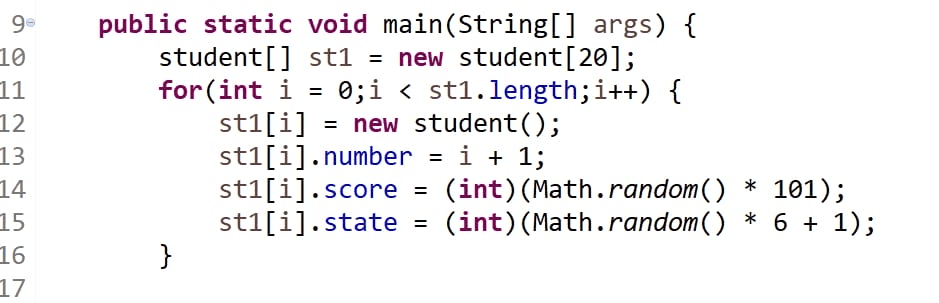 9 public static void main(String[] args) {
10 student[] st1 = new student[20];
11 for(int i = 0;i < st1.length;i++) {
12 st1[i] = new student();
13 st1[i].number = i + 1;
14 st1[i].score = (int)(Math.random() * 101);
15 st1[i].state = (int)(Math.random() * 6 + 1);
16 }
17